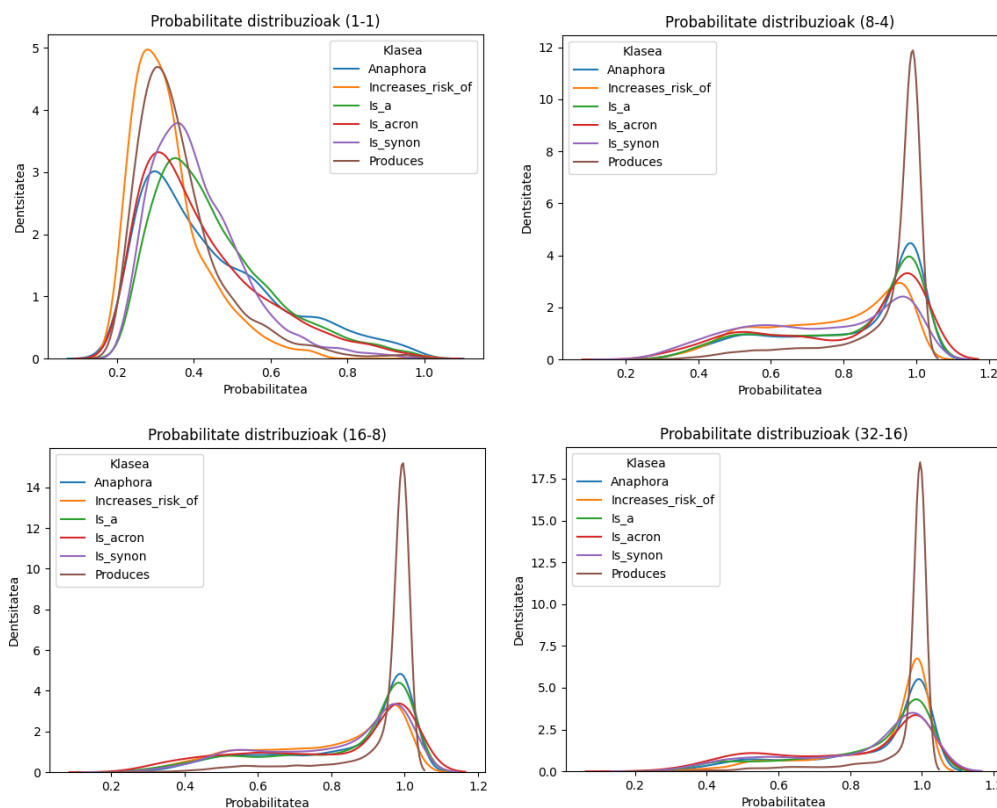 Probabilitate distribuzioak (1-1)
5
4
3
2
1
0
Dentsitatea
Klasea
Anaphora
Increases_risk_of
Is_a
Is_acron
Is_synon
Produces
0.2 0.4 0.6 0.8 1.0
Probabilitatea
Probabilitate distribuzioak (8-4)
12
10
8
6
4
2
0
Dentsitatea
Klasea
Anaphora
Increases_risk_of
Is_a
Is_acron
Is_synon
Produces
0.2 0.4 0.6 0.8 1.0 1.2
Probabilitatea
Probabilitate distribuzioak (16-8)
14
12
10
8
6
4
2
0
Dentsitatea
Klasea
Anaphora
Increases_risk_of
Is_a
Is_acron
Is_synon
Produces
0.2 0.4 0.6 0.8 1.0 1.2
Probabilitatea
Probabilitate distribuzioak (32-16)
17.5
15.0
12.5
10.0
7.5
5.0
2.5
0.0
Dentsitatea
Klasea
Anaphora
Increases_risk_of
Is_a
Is_acron
Is_synon
Produces
0.2 0.4 0.6 0.8 1.0 1.2
Probabilitatea